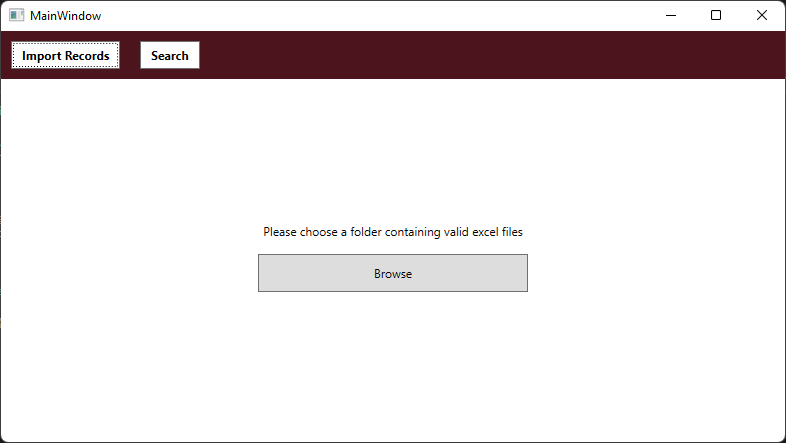 MainWindow
Import Records
Search
Please choose a folder containing valid excel files
Browse